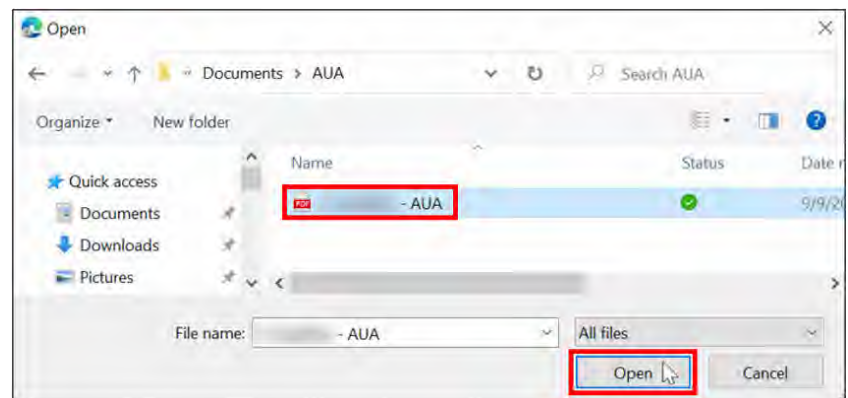 Open
Documents > AUA
Search AUA
Organize
New folder
Name
Status
Quick access
PDF
- AUA
Documents
Downloads
Pictures
File name:
- AUA
All files
Open
Cancel